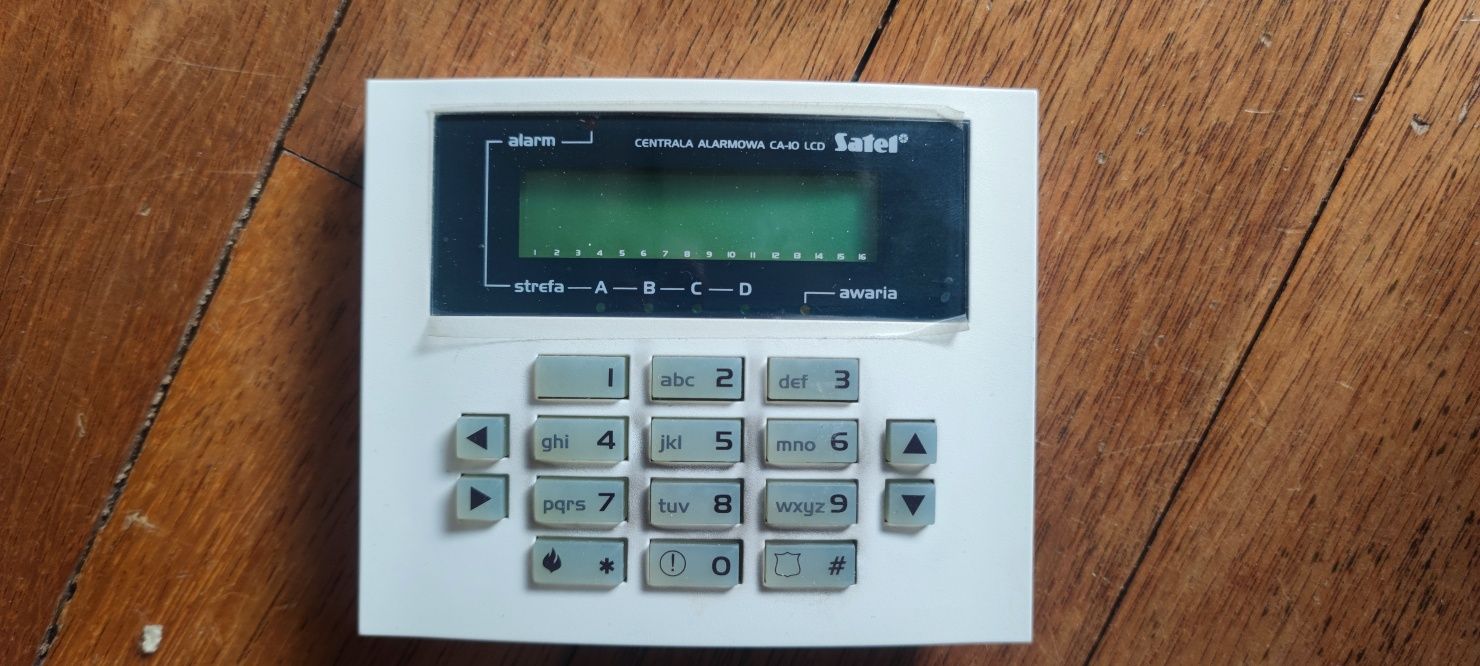 alarm
CENTRALA ALARMOWA CA-10 LCD Satel®
1 2 3 4 5 6 7 8 9 10 11 12 13 14 15 16
strefa A B C D
awaria
1 abc 2 def 3
ghi 4 jkl 5 mno 6
pqrs 7 tuv 8 wxyz 9
* ! 0 #